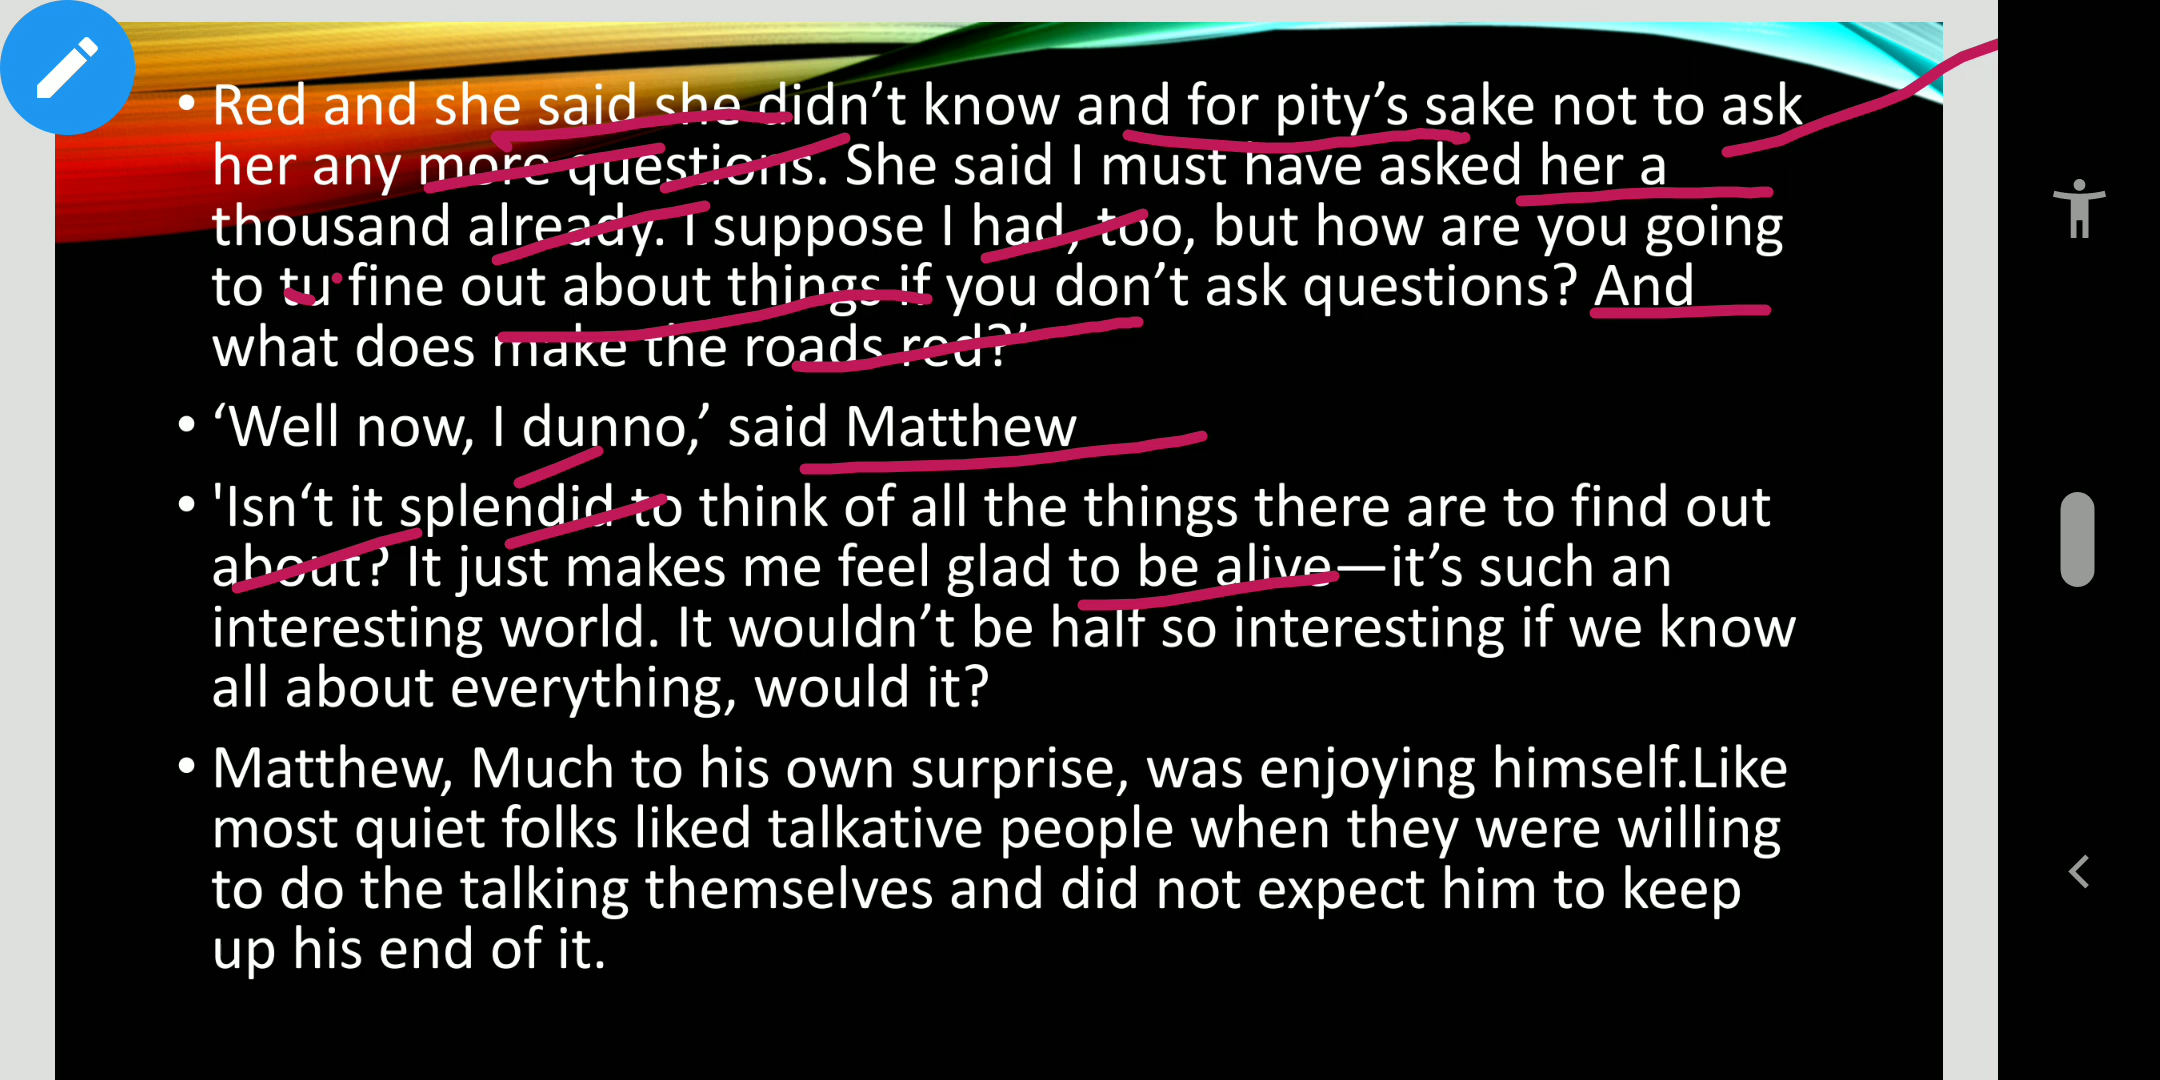 • Red and she said she didn’t know and for pity’s sake not to ask
her any more questions. She said I must have asked her a
thousand already. I suppose I had, too, but how are you going
to tu fine out about things if you don’t ask questions? And
what does make the roads red?’
• ‘Well now, I dunno,’ said Matthew
• 'Isn‘t it splendid to think of all the things there are to find out
about? It just makes me feel glad to be alive—it’s such an
interesting world. It wouldn’t be half so interesting if we know
all about everything, would it?
• Matthew, Much to his own surprise, was enjoying himself.Like
most quiet folks liked talkative people when they were willing
to do the talking themselves and did not expect him to keep
up his end of it.